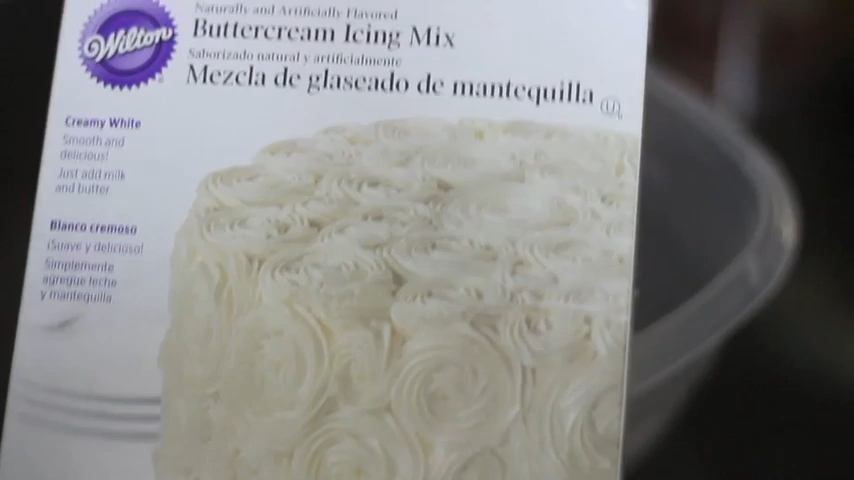 Wilton
Naturally and Artificially Flavored
Buttercream Icing Mix
Saborizado natural y artificialmente
Mezcla de glaseado de mantequilla
U
Creamy White
Smooth and
delicious!
Just add milk
and butter.
Blanco cremoso
¡Suave y delicioso!
Simplemente
agregue leche
y mantequilla.